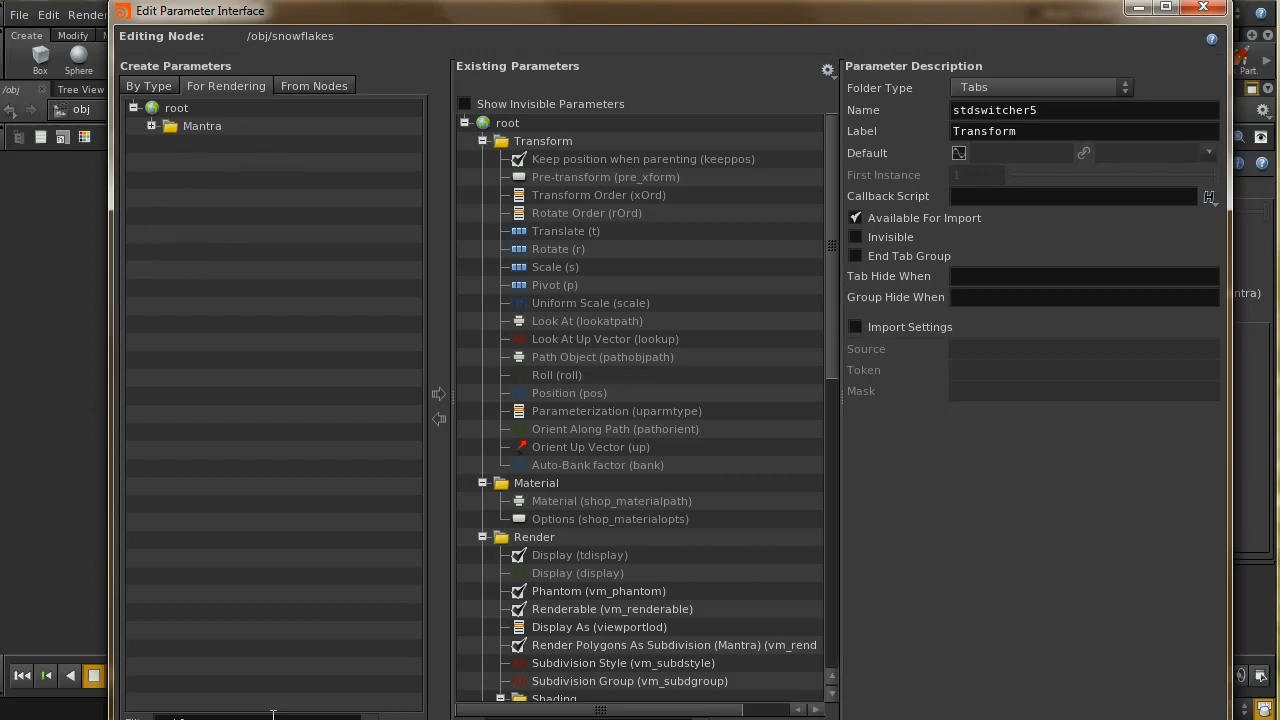 File Edit Render
Edit Parameter Interface
Editing Node: /obj/snowflakes
Create Modify
Box Sphere
Part.
/obj
Tree View
obj
Create Parameters
By Type For Rendering From Nodes
root
Mantra
Existing Parameters
Show Invisible Parameters
root
Transform
Keep position when parenting (keeppos)
Pre-transform (pre_xform)
Transform Order (xOrd)
Rotate Order (rOrd)
Translate (t)
Rotate (r)
Scale (s)
Pivot (p)
Uniform Scale (scale)
Look At (lookatpath)
Look At Up Vector (lookup)
Path Object (pathobjpath)
Roll (roll)
Position (pos)
Parameterization (uparmtype)
Orient Along Path (pathorient)
Orient Up Vector (up)
Auto-Bank factor (bank)
Material
Material (shop_materialpath)
Options (shop_materialopts)
Render
Display (tdisplay)
Display (display)
Phantom (vm_phantom)
Renderable (vm_renderable)
Display As (viewportlod)
Render Polygons As Subdivision (Mantra) (vm_rend
Subdivision Style (vm_subdstyle)
Subdivision Group (vm_subdgroup)
Shading
Parameter Description
Folder Type Tabs
Name stdswitcher5
Label Transform
Default
First Instance 1
Callback Script
Available For Import
Invisible
End Tab Group
Tab Hide When
Group Hide When
Import Settings
Source
Token
Mask
ntra)